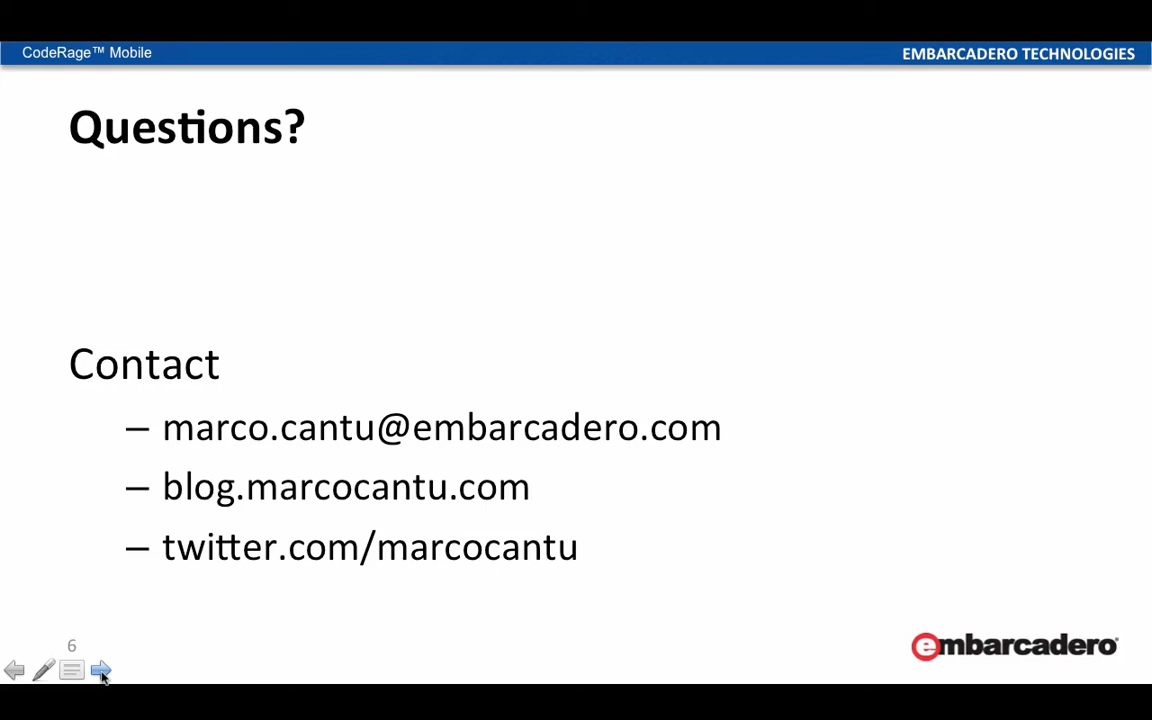 CodeRage™ Mobile
EMBARCADERO TECHNOLOGIES
Questions?
Contact
– marco.cantu@embarcadero.com
– blog.marcocantu.com
– twitter.com/marcocantu
6
embarcadero®